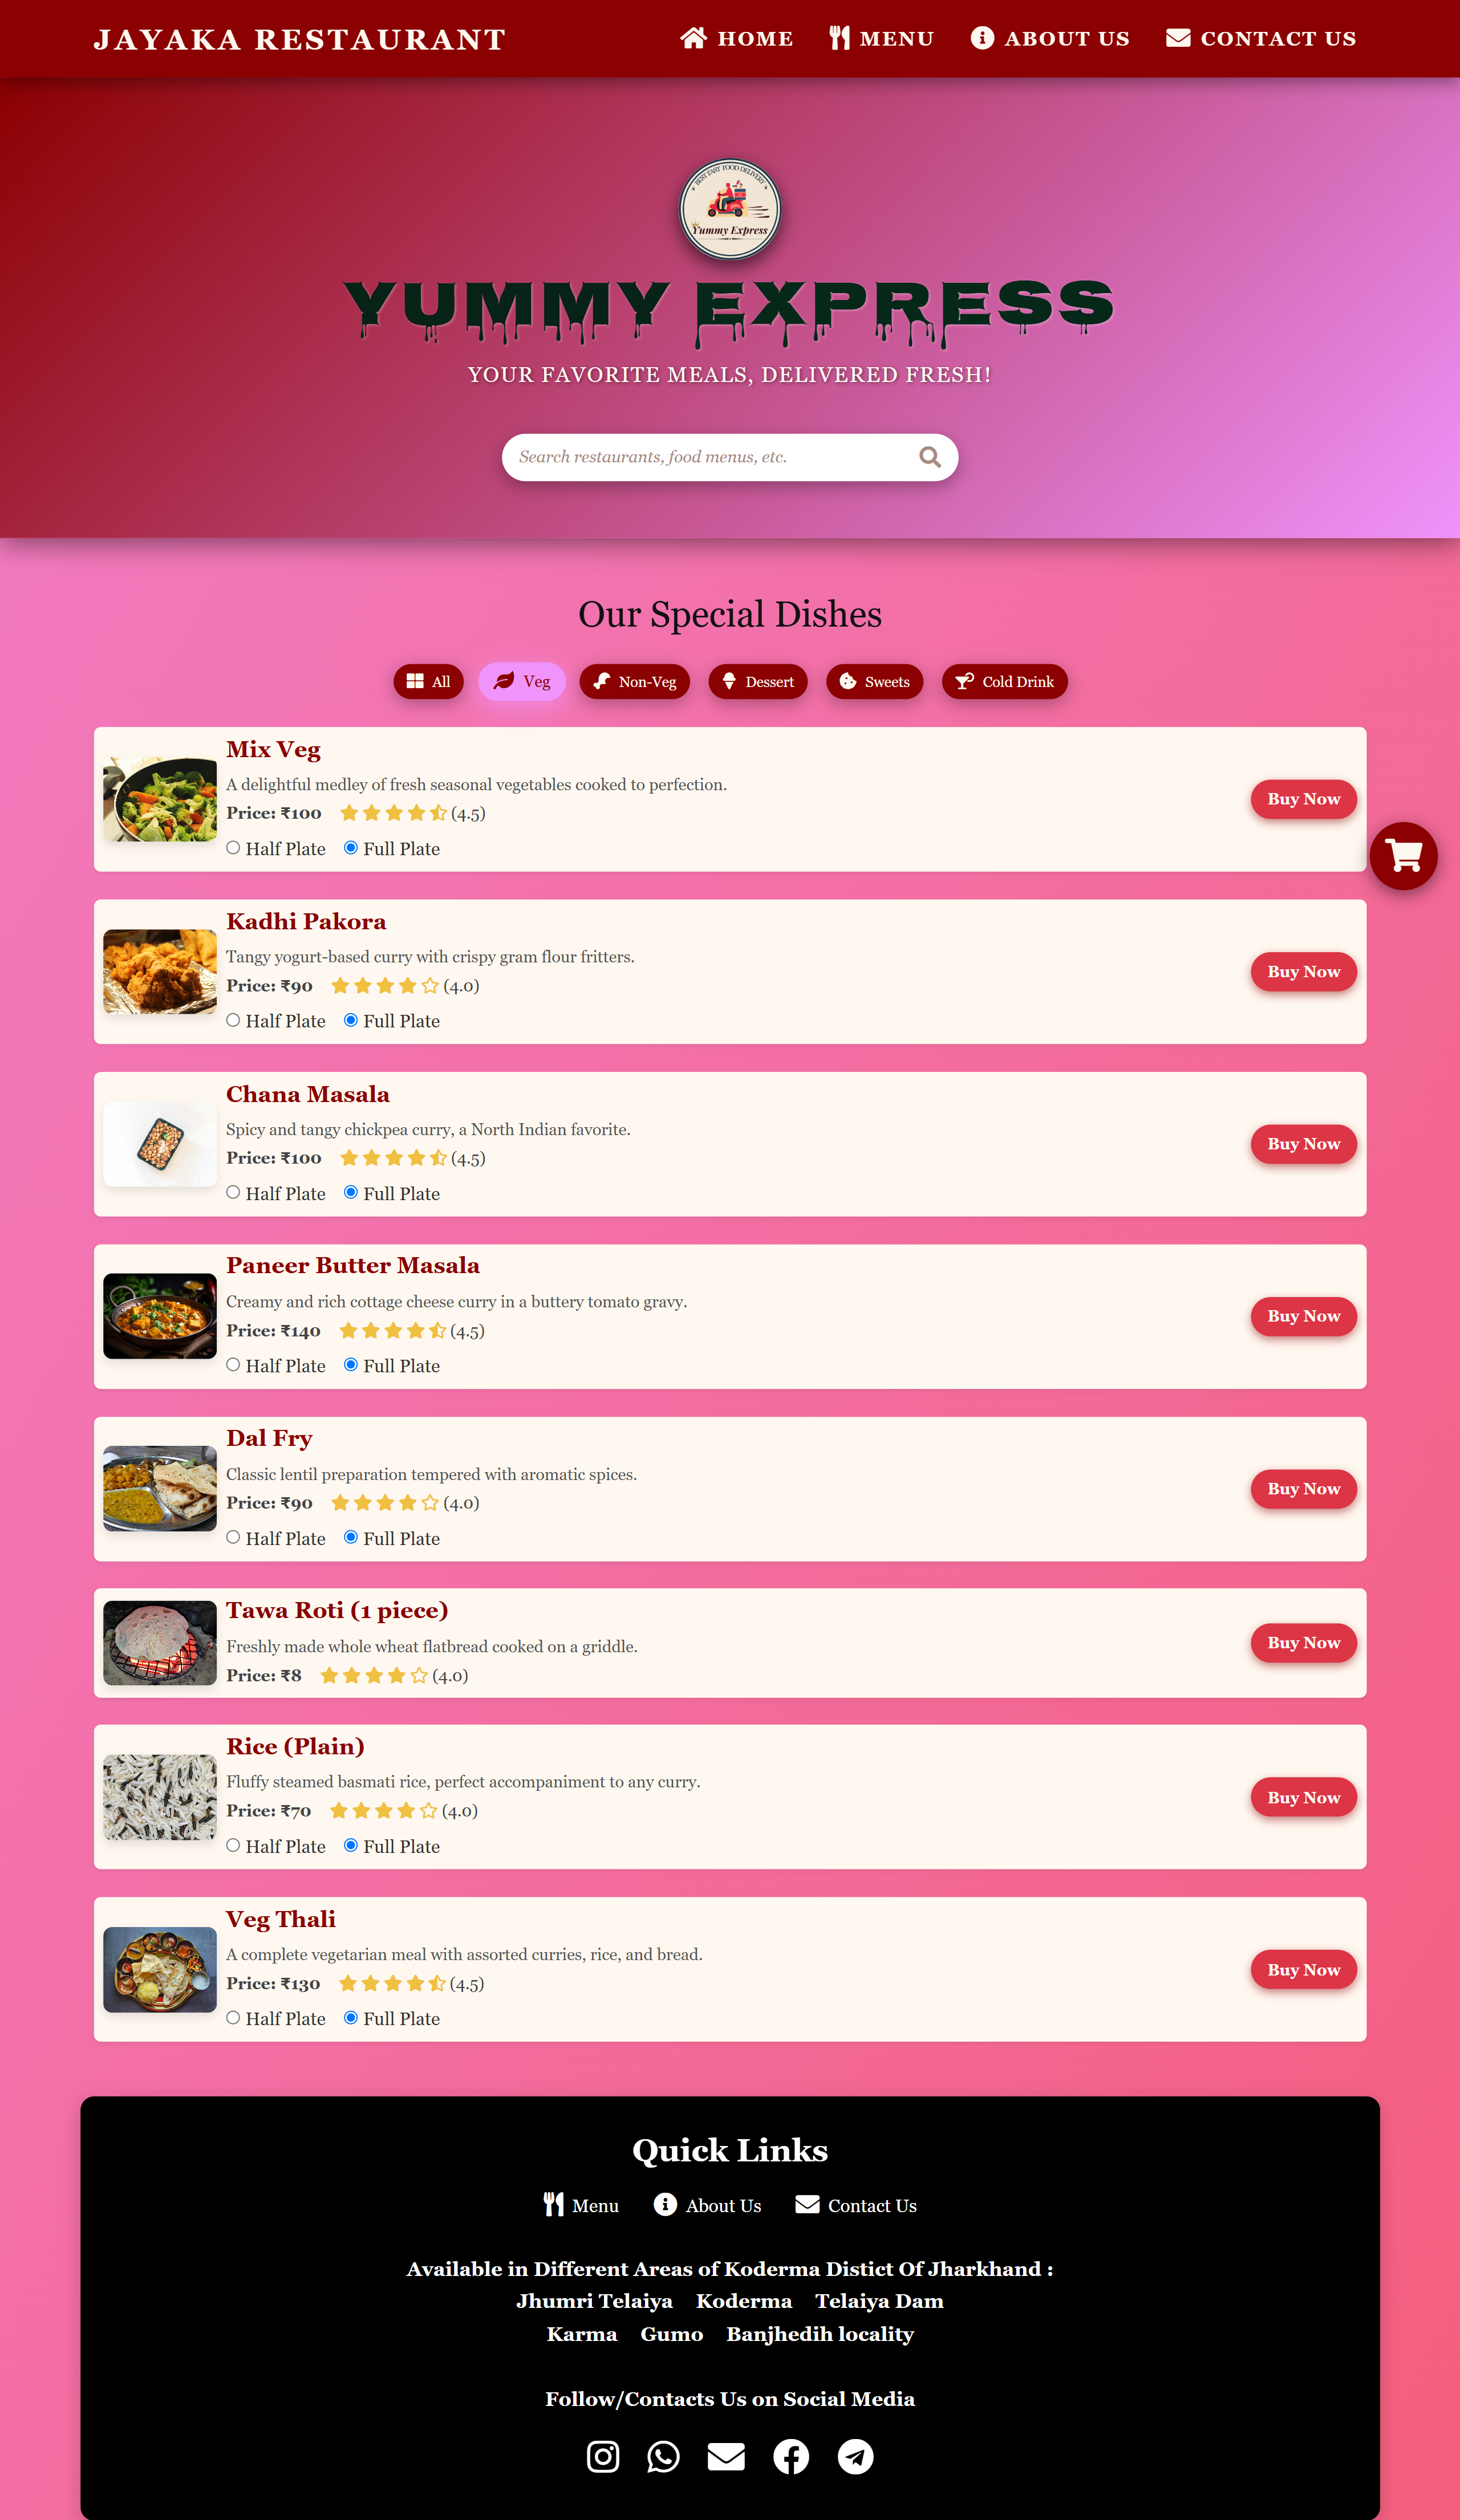 JAYAKA RESTAURANT
HOME MENU ABOUT US CONTACT US
BEST FAST FOOD DELIVERY
Yummy Express
YUMMY EXPRESS
YOUR FAVORITE MEALS, DELIVERED FRESH!
Search restaurants, food menus, etc.
Our Special Dishes
All Veg Non-Veg Dessert Sweets Cold Drink
Mix Veg
A delightful medley of fresh seasonal vegetables cooked to perfection.
Price: ₹100 (4.5)
Half Plate Full Plate
Buy Now
Kadhi Pakora
Tangy yogurt-based curry with crispy gram flour fritters.
Price: ₹90 (4.0)
Half Plate Full Plate
Buy Now
Chana Masala
Spicy and tangy chickpea curry, a North Indian favorite.
Price: ₹100 (4.5)
Half Plate Full Plate
Buy Now
Paneer Butter Masala
Creamy and rich cottage cheese curry in a buttery tomato gravy.
Price: ₹140 (4.5)
Half Plate Full Plate
Buy Now
Dal Fry
Classic lentil preparation tempered with aromatic spices.
Price: ₹90 (4.0)
Half Plate Full Plate
Buy Now
Tawa Roti (1 piece)
Freshly made whole wheat flatbread cooked on a griddle.
Price: ₹8 (4.0)
Buy Now
Rice (Plain)
Fluffy steamed basmati rice, perfect accompaniment to any curry.
Price: ₹70 (4.0)
Half Plate Full Plate
Buy Now
Veg Thali
A complete vegetarian meal with assorted curries, rice, and bread.
Price: ₹130 (4.5)
Half Plate Full Plate
Buy Now
Quick Links
Menu About Us Contact Us
Available in Different Areas of Koderma Distict Of Jharkhand :
Jhumri Telaiya Koderma Telaiya Dam
Karma Gumo Banjhedih locality
Follow/Contacts Us on Social Media